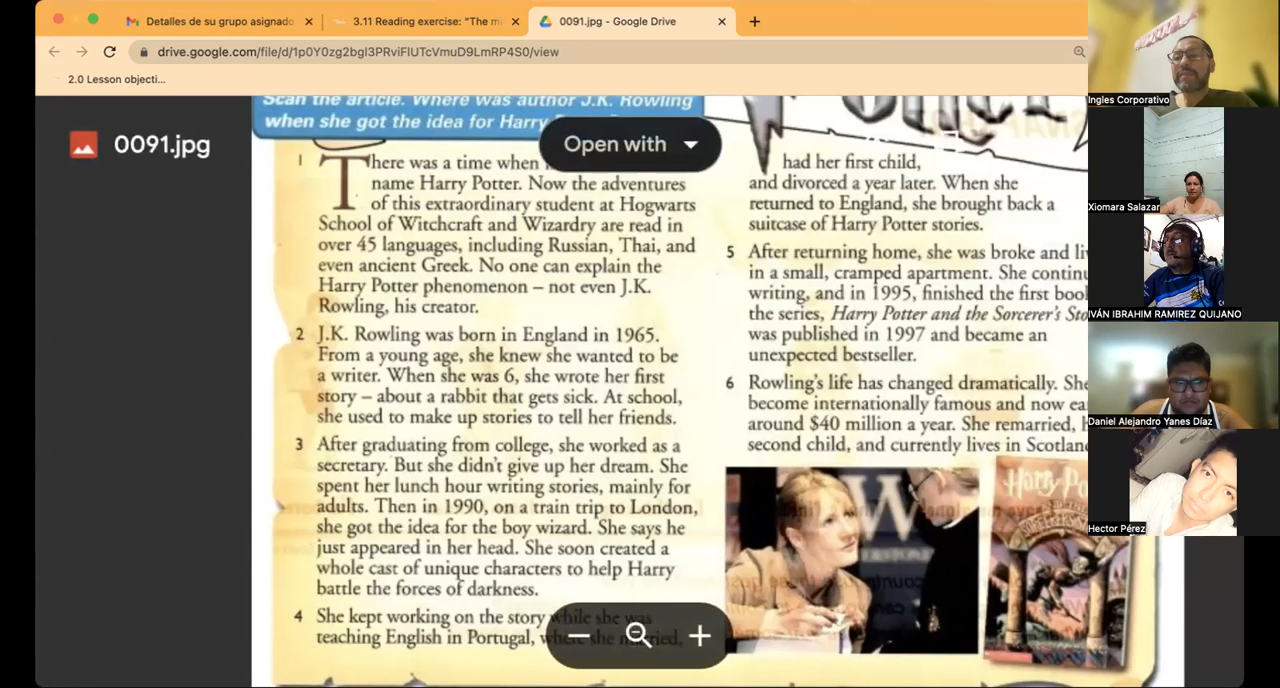 Detalles de su grupo asignado
3.11 Reading exercise: "The m
0091.jpg - Google Drive
drive.google.com/file/d/1p0Y0zg2bgI3PRviFIUTcVmuD9LmRP4S0/view
2.0 Lesson objecti...
0091.jpg
Open with
Scan the article. Where was author J.K. Rowling
when she got the idea for Harry
1 There was a time when
name Harry Potter. Now the adventures
of this extraordinary student at Hogwarts
School of Witchcraft and Wizardry are read in
over 45 languages, including Russian, Thai, and
even ancient Greek. No one can explain the
Harry Potter phenomenon – not even J.K.
Rowling, his creator.
2 J.K. Rowling was born in England in 1965.
From a young age, she knew she wanted to be
a writer. When she was 6, she wrote her first
story – about a rabbit that gets sick. At school,
she used to make up stories to tell her friends.
3 After graduating from college, she worked as a
secretary. But she didn't give up her dream. She
spent her lunch hour writing stories, mainly for
adults. Then in 1990, on a train trip to London,
she got the idea for the boy wizard. She says he
just appeared in her head. She soon created a
whole cast of unique characters to help Harry
battle the forces of darkness.
4 She kept working on the story while she was
teaching English in Portugal, where she married,
had her first child,
and divorced a year later. When she
returned to England, she brought back a
suitcase of Harry Potter stories.
5 After returning home, she was broke and li
in a small, cramped apartment. She continu
writing, and in 1995, finished the first boo
the series, Harry Potter and the Sorcerer's Sto
was published in 1997 and became an
unexpected bestseller.
6 Rowling's life has changed dramatically. She
become internationally famous and now ea
around $40 million a year. She remarried,
second child, and currently lives in Scotlan
Harry Po
Ingles Corporativo
Xiomara Salazar
IVÁN IBRAHIM RAMIREZ QUIJANO
Daniel Alejandro Yanes Díaz
Hector Pérez